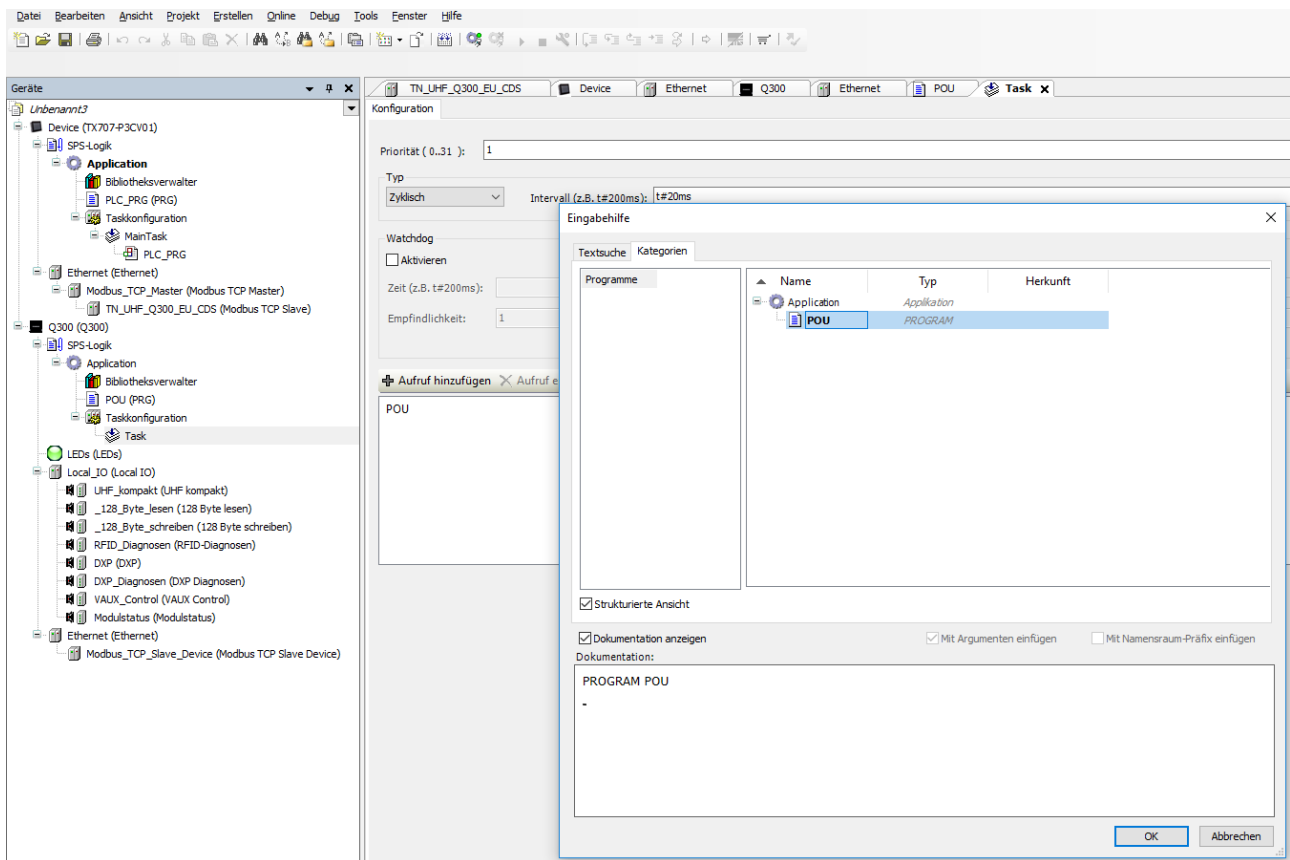 Datei Bearbeiten Ansicht Projekt Erstellen Online Debug Tools Fenster Hilfe
Geräte
Unbenannt3
Device (TX707-P3CV01)
SPS-Logik
Application
Bibliotheksverwalter
PLC_PRG (PRG)
Taskkonfiguration
MainTask
PLC_PRG
Ethernet (Ethernet)
Modbus_TCP_Master (Modbus TCP Master)
TN_UHF_Q300_EU_CDS (Modbus TCP Slave)
Q300 (Q300)
SPS-Logik
Application
Bibliotheksverwalter
POU (PRG)
Taskkonfiguration
Task
LEDs (LEDs)
Local_IO (Local IO)
UHF_kompakt (UHF kompakt)
_128_Byte_lesen (128 Byte lesen)
_128_Byte_schreiben (128 Byte schreiben)
RFID_Diagnosen (RFID-Diagnosen)
DXP (DXP)
DXP_Diagnosen (DXP Diagnosen)
VAUX_Control (VAUX Control)
Modulstatus (Modulstatus)
Ethernet (Ethernet)
Modbus_TCP_Slave_Device (Modbus TCP Slave Device)
TN_UHF_Q300_EU_CDS Device Ethernet Q300 Ethernet POU Task X
Konfiguration
Priorität ( 0..31 ): 1
Typ
Zyklisch Intervall (z.B. t#200ms): t#20ms
Watchdog
Aktivieren
Zeit (z.B. t#200ms):
Empfindlichkeit: 1
Aufruf hinzufügen Aufruf e
POU
Eingabehilfe
Textsuche Kategorien
Programme
Name Typ Herkunft
Application Applikation
POU PROGRAM
Strukturierte Ansicht
Dokumentation anzeigen Mit Argumenten einfügen Mit Namensraum-Präfix einfügen
Dokumentation:
PROGRAM POU
-
OK Abbrechen